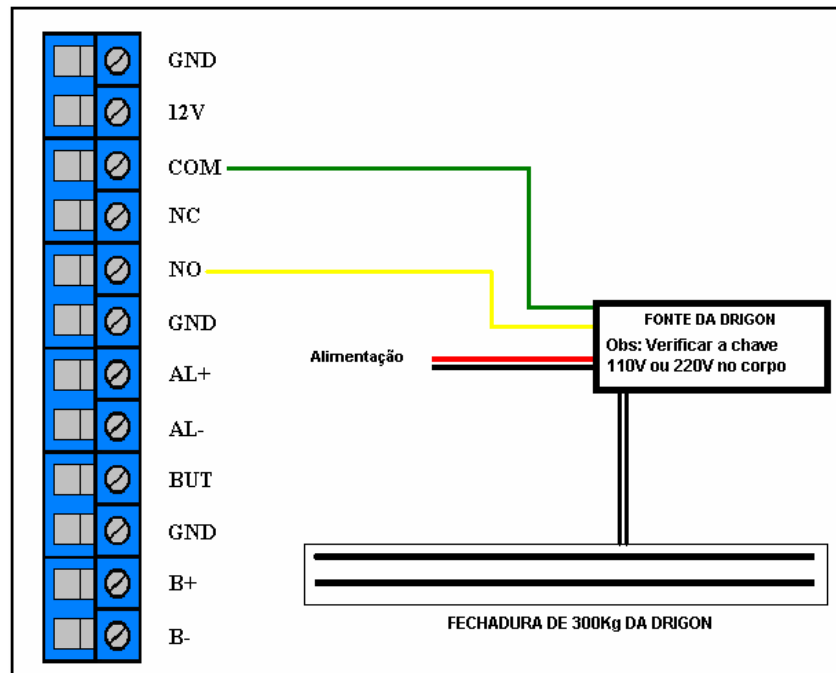 GND
12V
COM
NC
NO
GND
AL+
AL-
BUT
GND
B+
B-
Alimentação
FONTE DA DRIGON
Obs: Verificar a chave
110V ou 220V no corpo
FECHADURA DE 300Kg DA DRIGON